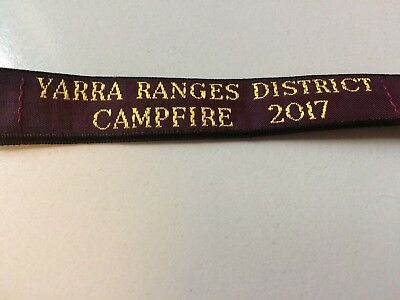 YARRA RANGES DISTRICT
CAMPFIRE 2017